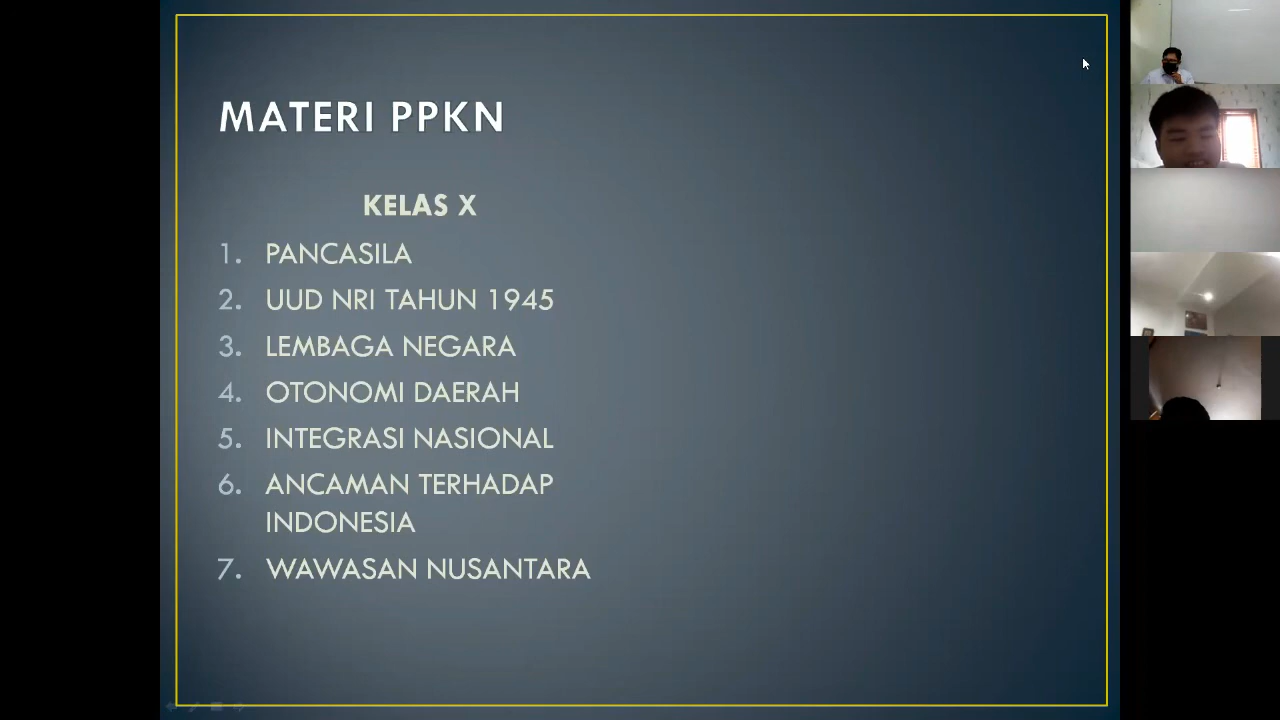 MATERI PPKN
KELAS X
1. PANCASILA
2. UUD NRI TAHUN 1945
3. LEMBAGA NEGARA
4. OTONOMI DAERAH
5. INTEGRASI NASIONAL
6. ANCAMAN TERHADAP
INDONESIA
7. WAWASAN NUSANTARA